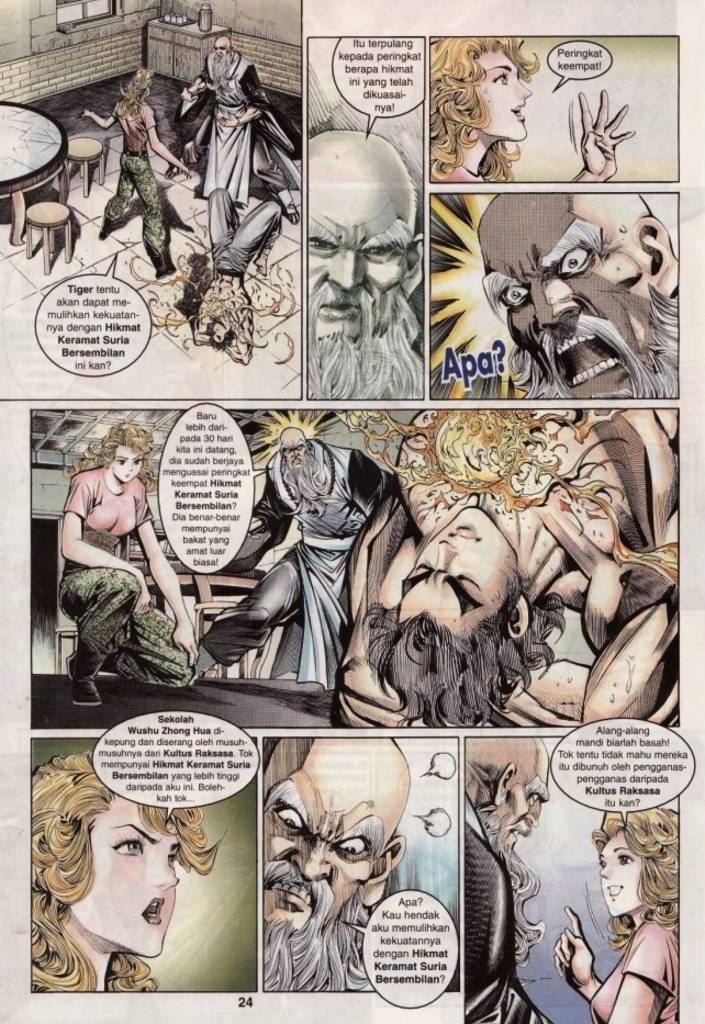 Tiger tentu
akan dapat me-
mulihkan kekuatan-
nya dengan Hikmat
Keramat Suria
Bersembilan
ini kan?
Itu terpulang
kepada peringkat
berapa hikmat
ini yang telah
dikuasai-
nya!
Peringkat
keempat!
Apa?
Baru
lebih dari-
pada 30 hari
kita ini datang,
dia sudah berjaya
menguasai peringkat
keempat Hikmat
Keramat Suria
Bersembilan?
Dia benar-benar
mempunyai
bakat yang
amat luar
biasa!
Sekolah
Wushu Zhong Hua di-
kepung dan diserang oleh musuh-
musuhnya dari Kultus Raksasa. Tok
mempunyai Hikmat Keramat Suria
Bersembilan yang lebih tinggi
daripada aku ini. Boleh-
kah tok...
Apa?
Kau hendak
aku memulihkan
kekuatannya
dengan Hikmat
Keramat Suria
Bersembilan?
Alang-alang
mandi biarlah basah!
Tok tentu tidak mahu mereka
itu dibunuh oleh pengganas-
pengganas daripada
Kultus Raksasa
itu kan?
24